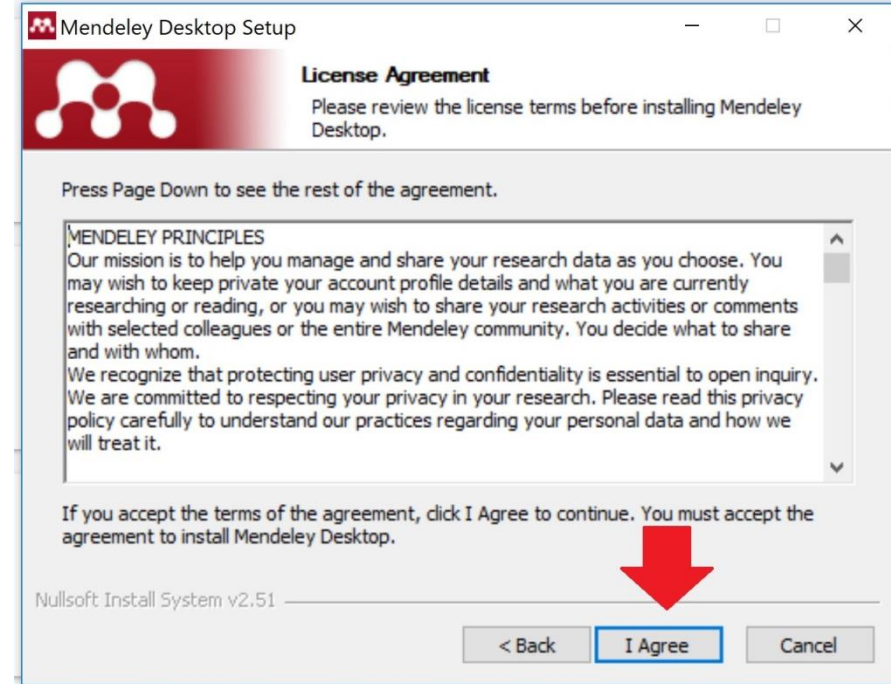 Mendeley Desktop Setup
License Agreement
Please review the license terms before installing Mendeley
Desktop.
Press Page Down to see the rest of the agreement.
MENDELEY PRINCIPLES
Our mission is to help you manage and share your research data as you choose. You
may wish to keep private your account profile details and what you are currently
researching or reading, or you may wish to share your research activities or comments
with selected colleagues or the entire Mendeley community. You decide what to share
and with whom.
We recognize that protecting user privacy and confidentiality is essential to open inquiry.
We are committed to respecting your privacy in your research. Please read this privacy
policy carefully to understand our practices regarding your personal data and how we
will treat it.
If you accept the terms of the agreement, click I Agree to continue. You must accept the
agreement to install Mendeley Desktop.
Nullsoft Install System v2.51
< Back I Agree Cancel